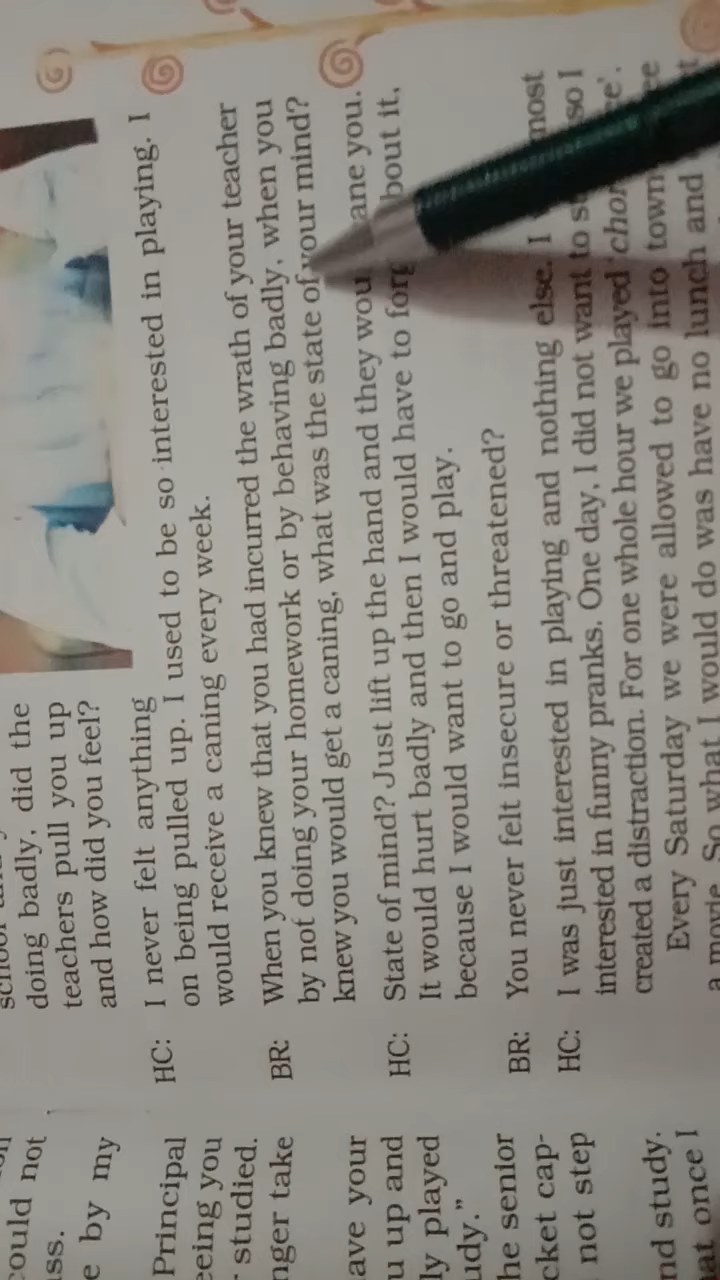 could not
ss.
e by my
Principal
eeing you
studied.
nger take
ave your
u up and
ly played
udy."
he senior
cket cap-
not step
nd study.
at once I
doing badly, did the
teachers pull you up
and how did you feel?
HC: I never felt anything
on being pulled up. I used to be so interested in playing. I
would receive a caning every week.
BR: When you knew that you had incurred the wrath of your teacher
by not doing your homework or by behaving badly, when you
knew you would get a caning, what was the state of your mind?
HC: State of mind? Just lift up the hand and they wou ane you.
It would hurt badly and then I would have to forg bout it,
because I would want to go and play.
BR: You never felt insecure or threatened?
HC: I was just interested in playing and nothing else. I most
interested in funny pranks. One day, I did not want to s so I
created a distraction. For one whole hour we played 'chor ee'.
Every Saturday we were allowed to go into town
a movie. So what I would do was have no lunch and